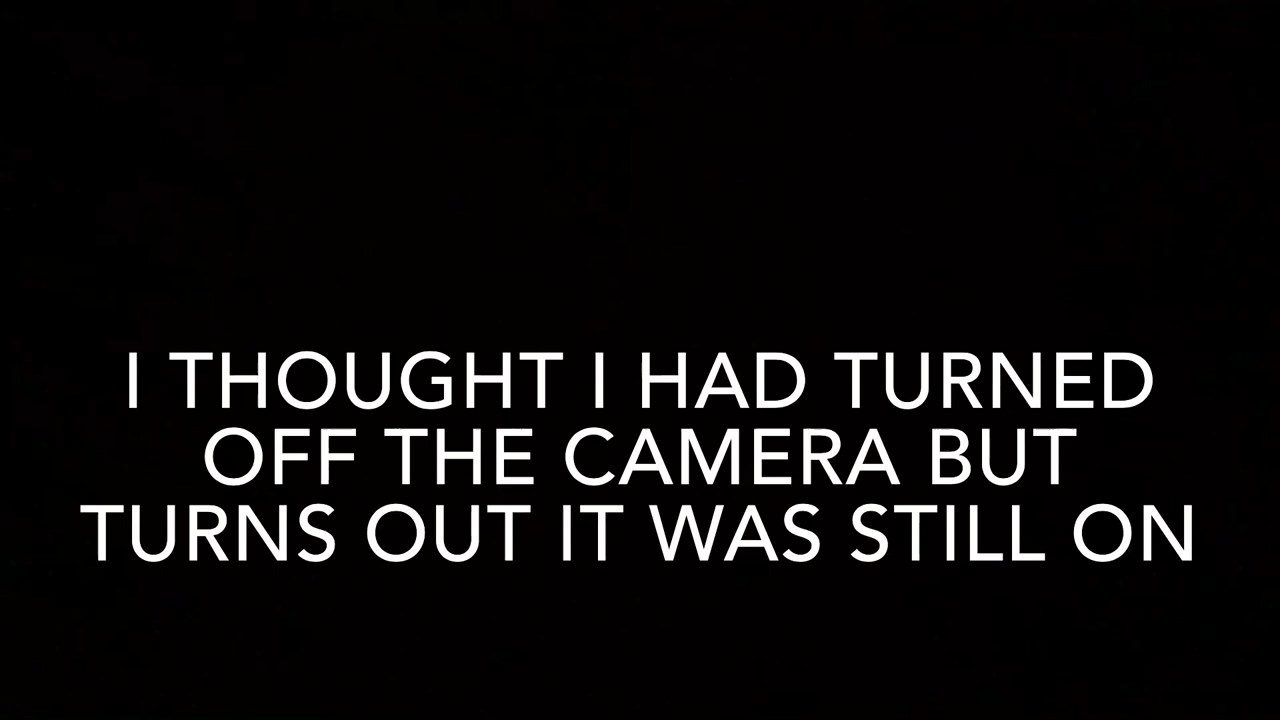 I THOUGHT I HAD TURNED
OFF THE CAMERA BUT
TURNS OUT IT WAS STILL ON